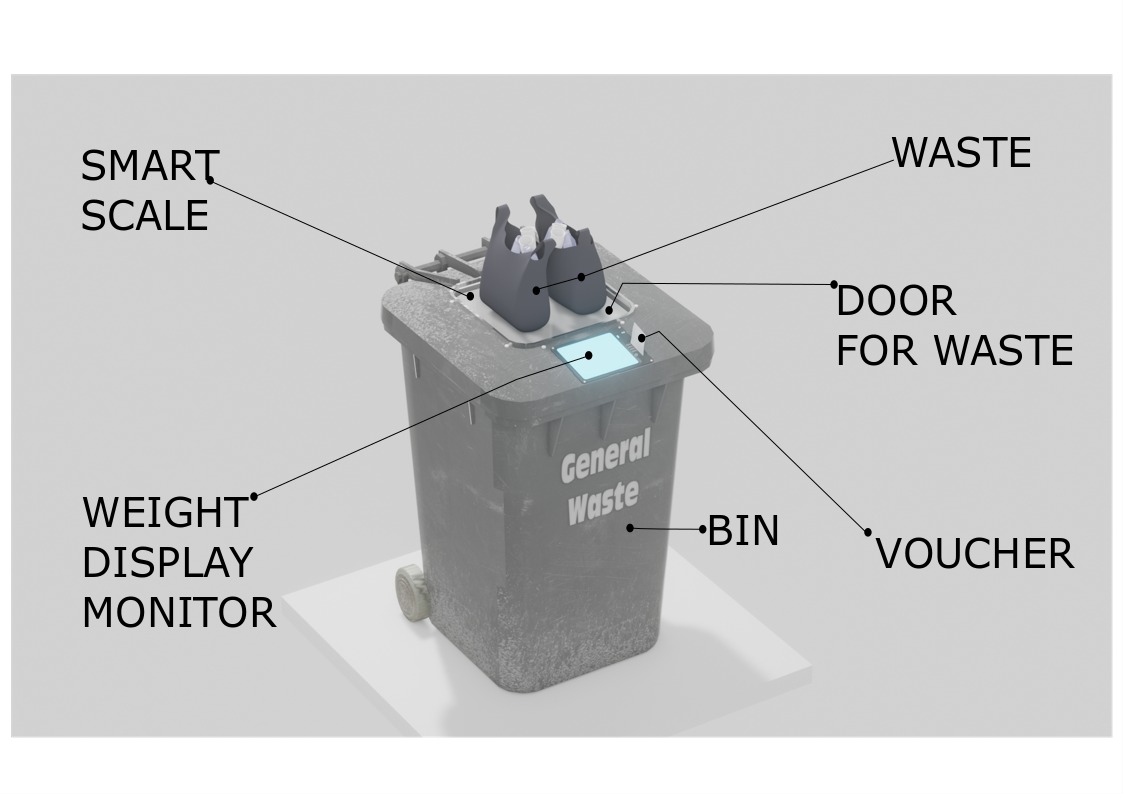 SMART
SCALE
WASTE
DOOR
FOR WASTE
General
Waste
WEIGHT
DISPLAY
MONITOR
BIN
VOUCHER